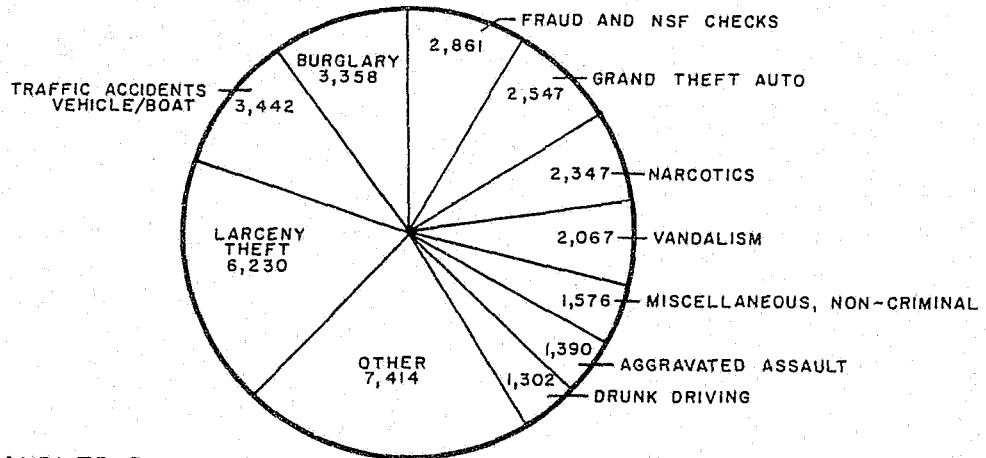 FRAUD AND NSF CHECKS
2,861
GRAND THEFT AUTO
2,547
NARCOTICS
2,347
VANDALISM
2,067
MISCELLANEOUS, NON-CRIMINAL
1,576
AGGRAVATED ASSAULT
1,390
DRUNK DRIVING
1,302
OTHER
7,414
LARCENY
THEFT
6,230
TRAFFIC ACCIDENTS
VEHICLE/BOAT
3,442
BURGLARY
3,358